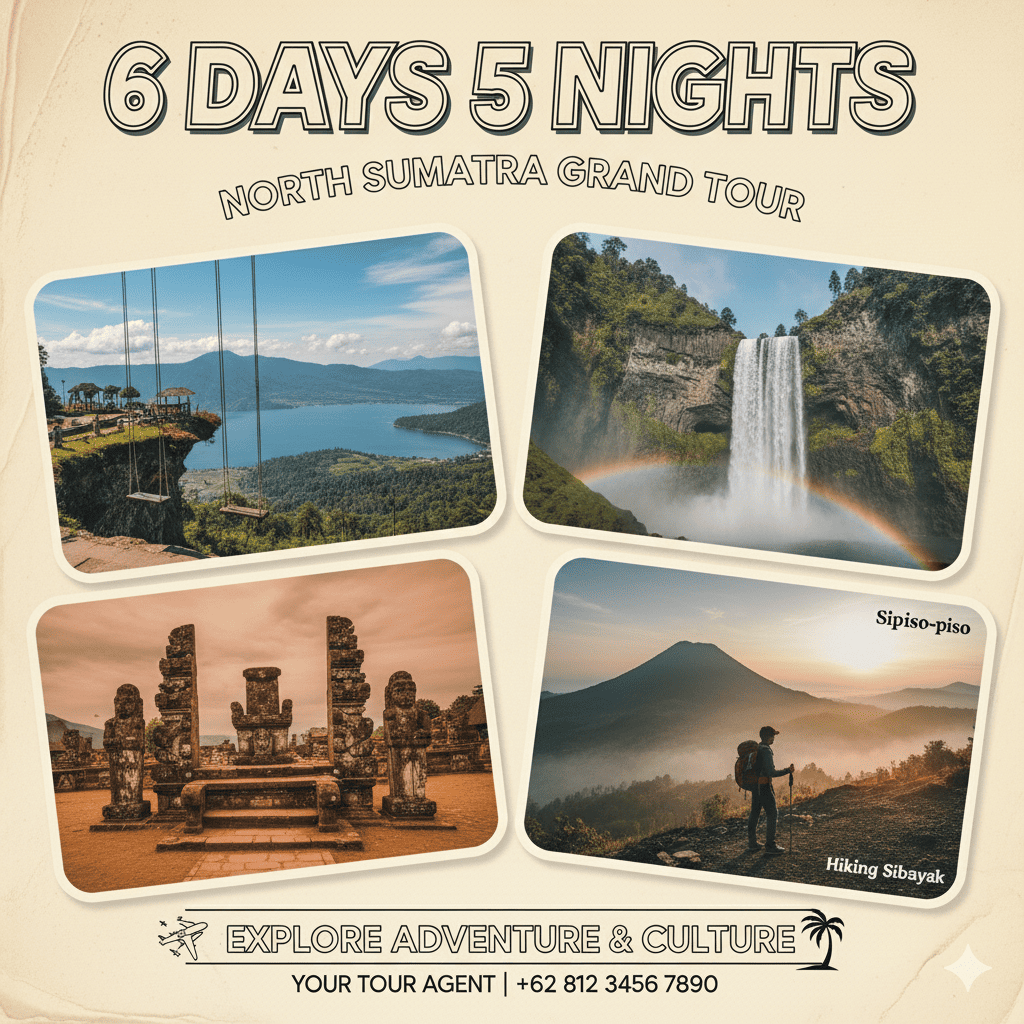 6 DAYS 5 NIGHTS
NORTH SUMATRA GRAND TOUR
Sipiso-piso
Hiking Sibayak
EXPLORE ADVENTURE & CULTURE
YOUR TOUR AGENT | +62 812 3456 7890